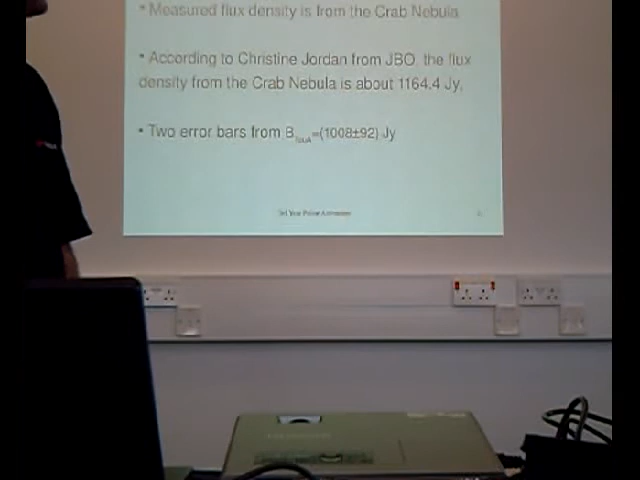 • Measured flux density is from the Crab Nebula
• According to Christine Jordan from JBO, the flux
density from the Crab Nebula is about 1164.4 Jy.
• Two error bars from B =(1008±92) Jy